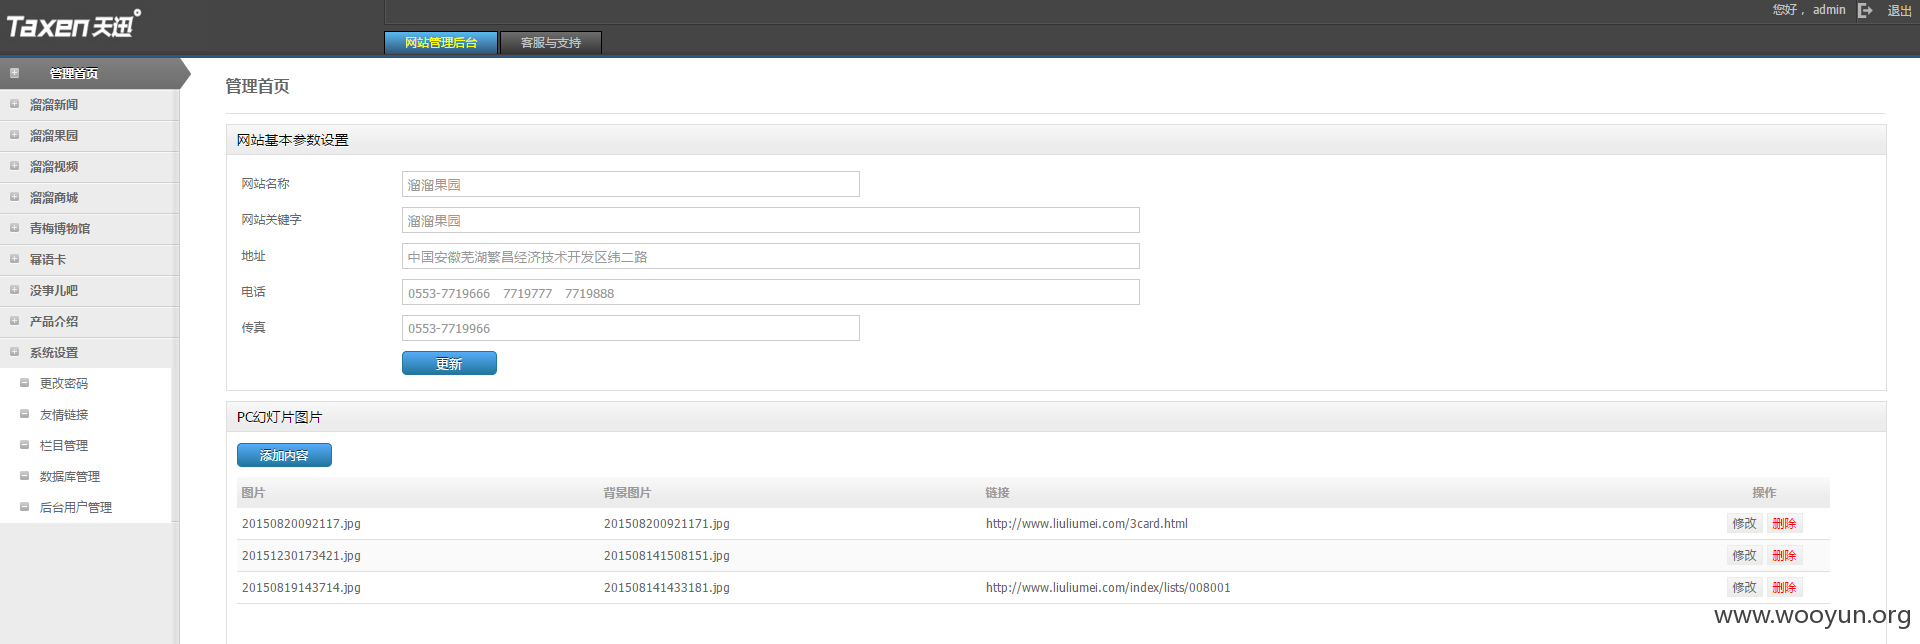 Taxen天迅
您好， admin 退出
网站管理后台 客服与支持
管理首页
溜溜新闻
溜溜果园
溜溜视频
溜溜商城
青梅博物馆
幂语卡
没事儿吧
产品介绍
系统设置
更改密码
友情链接
栏目管理
数据库管理
后台用户管理
管理首页
网站基本参数设置
网站名称 溜溜果园
网站关键字 溜溜果园
地址 中国安徽芜湖繁昌经济技术开发区纬二路
电话 0553-7719666 7719777 7719888
传真 0553-7719966
更新
PC幻灯片图片
添加内容
图片 背景图片 链接 操作
20150820092117.jpg 201508200921171.jpg http://www.liuliumei.com/3card.html 修改 删除
20151230173421.jpg 201508141508151.jpg 修改 删除
20150819143714.jpg 201508141433181.jpg http://www.liuliumei.com/index/lists/008001 修改 删除
www.wooyun.org